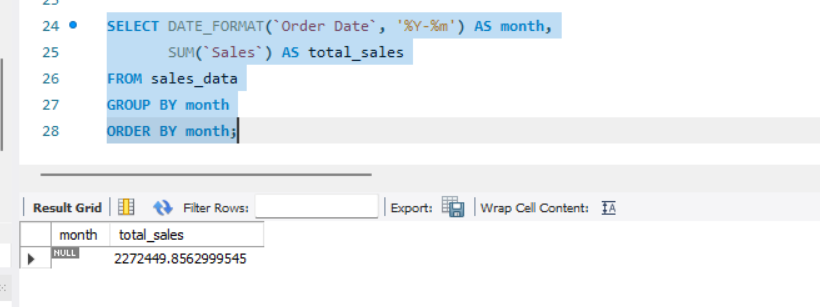 24 SELECT DATE_FORMAT(`Order Date`, '%Y-%m') AS month,
25 SUM(`Sales`) AS total_sales
26 FROM sales_data
27 GROUP BY month
28 ORDER BY month;
Result Grid Filter Rows: Export: Wrap Cell Content: IA
month total_sales
NULL 2272449.8562999545